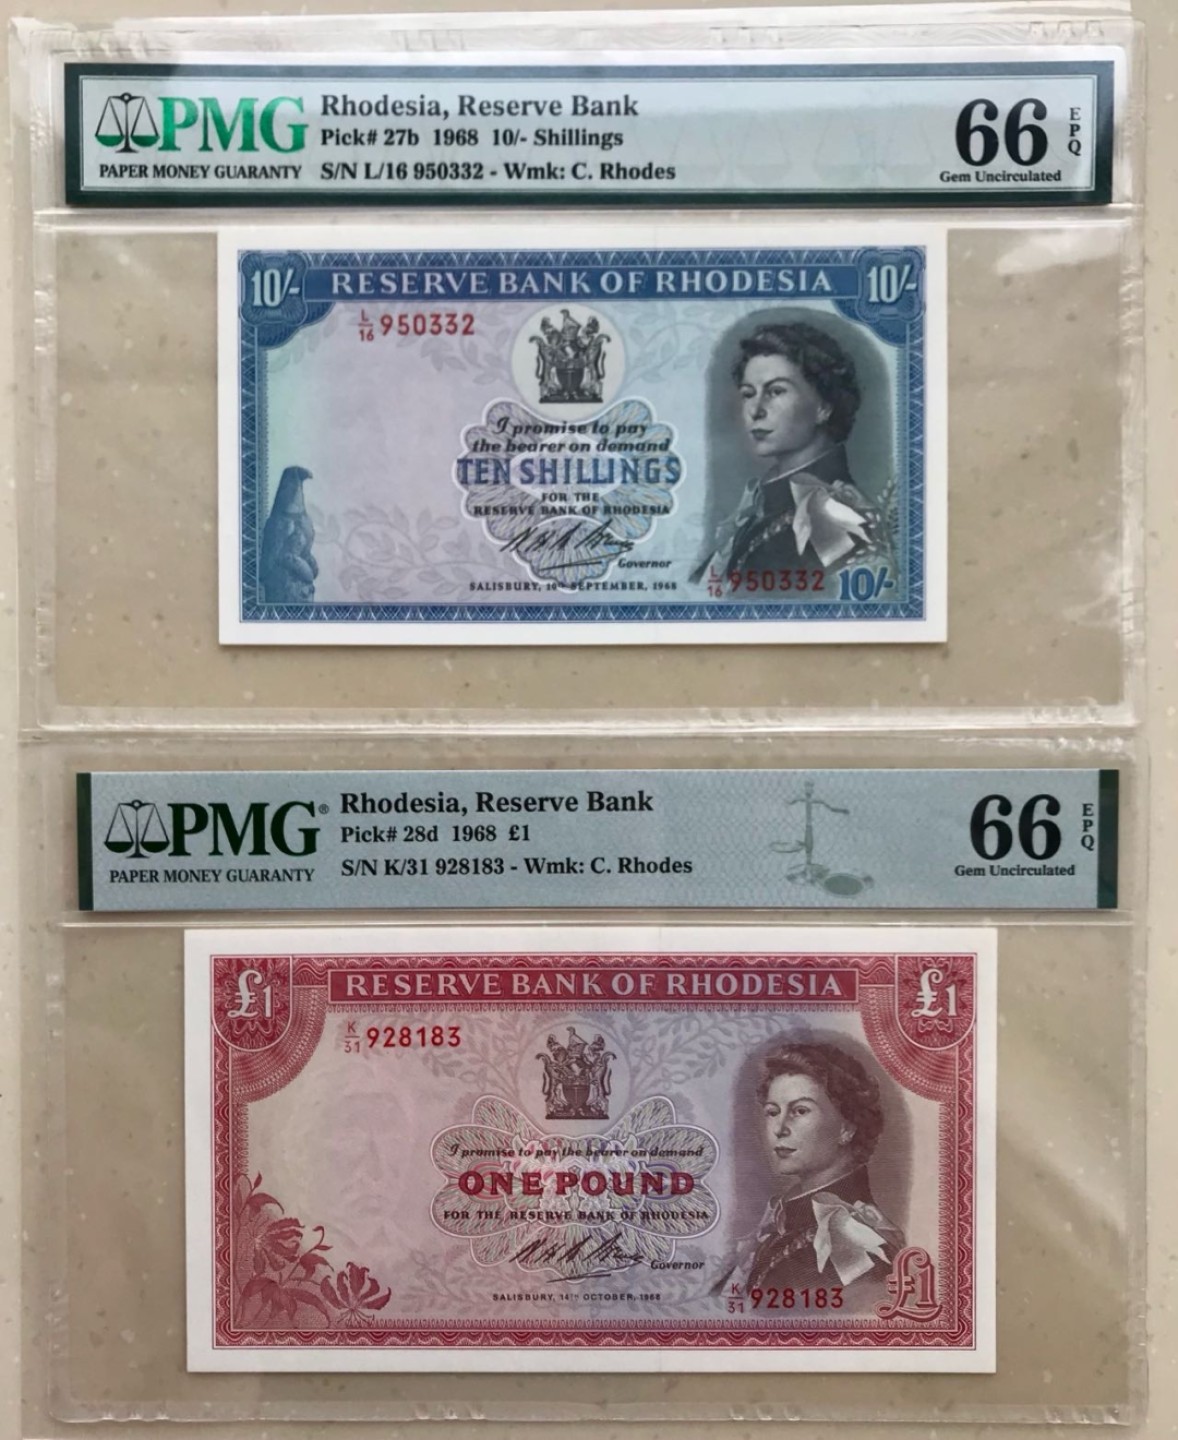 PMG
PAPER MONEY GUARANTY
Rhodesia, Reserve Bank
Pick# 27b 1968 10/- Shillings
S/N L/16 950332 - Wmk: C. Rhodes
66
EPQ
Gem Uncirculated
10/- RESERVE BANK OF RHODESIA 10/-
L/16 950332
I promise to pay
the bearer on demand
TEN SHILLINGS
FOR THE
RESERVE BANK OF RHODESIA
Governor
SALISBURY, 10TH SEPTEMBER, 1968
L/16 950332 10/-
PMG®
PAPER MONEY GUARANTY
Rhodesia, Reserve Bank
Pick# 28d 1968 £1
S/N K/31 928183 - Wmk: C. Rhodes
66
EPQ
Gem Uncirculated
£1 RESERVE BANK OF RHODESIA £1
K/31 928183
I promise to pay the bearer on demand
ONE POUND
FOR THE RESERVE BANK OF RHODESIA
Governor
SALISBURY, 14TH OCTOBER, 1968
K/31 928183 £1